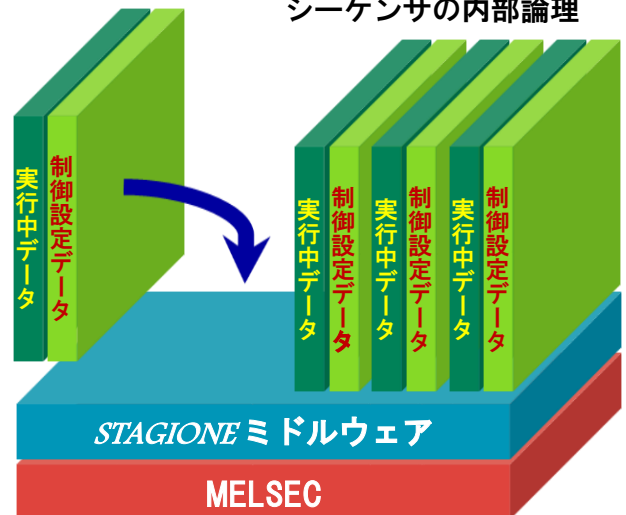 シーケンサの内部論理
実行中データ
制御設定データ
実行中データ
制御設定データ
実行中データ
制御設定データ
実行中データ
制御設定データ
STAGIONEミドルウェア
MELSEC